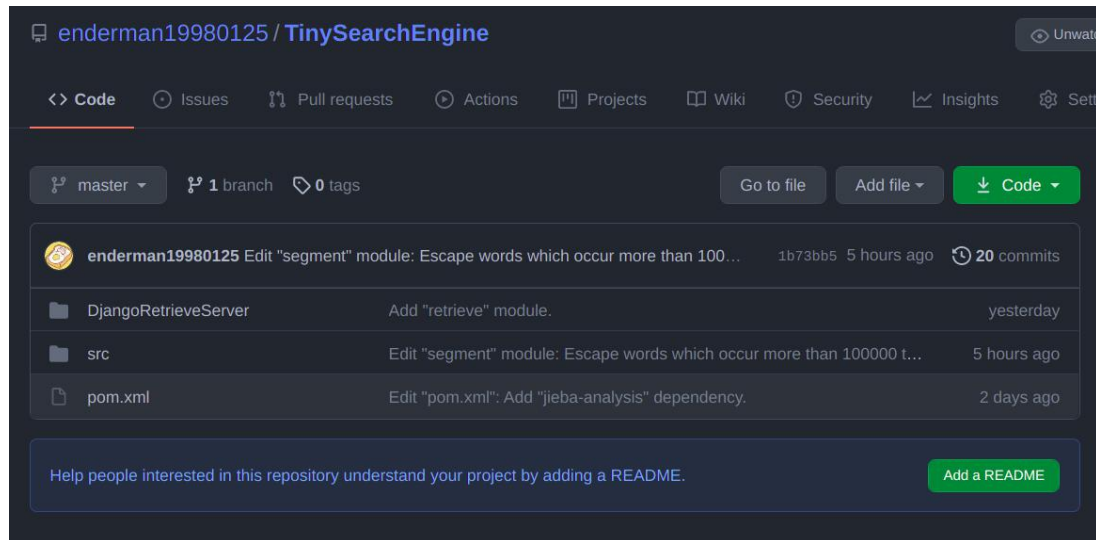 enderman19980125 / TinySearchEngine
Code Issues Pull requests Actions Projects Wiki Security Insights
master 1 branch 0 tags Go to file Add file Code
enderman19980125 Edit "segment" module: Escape words which occur more than 100… 1b73bb5 5 hours ago 20 commits
DjangoRetrieveServer Add "retrieve" module. yesterday
src Edit "segment" module: Escape words which occur more than 100000 t… 5 hours ago
pom.xml Edit "pom.xml": Add "jieba-analysis" dependency. 2 days ago
Help people interested in this repository understand your project by adding a README. Add a README